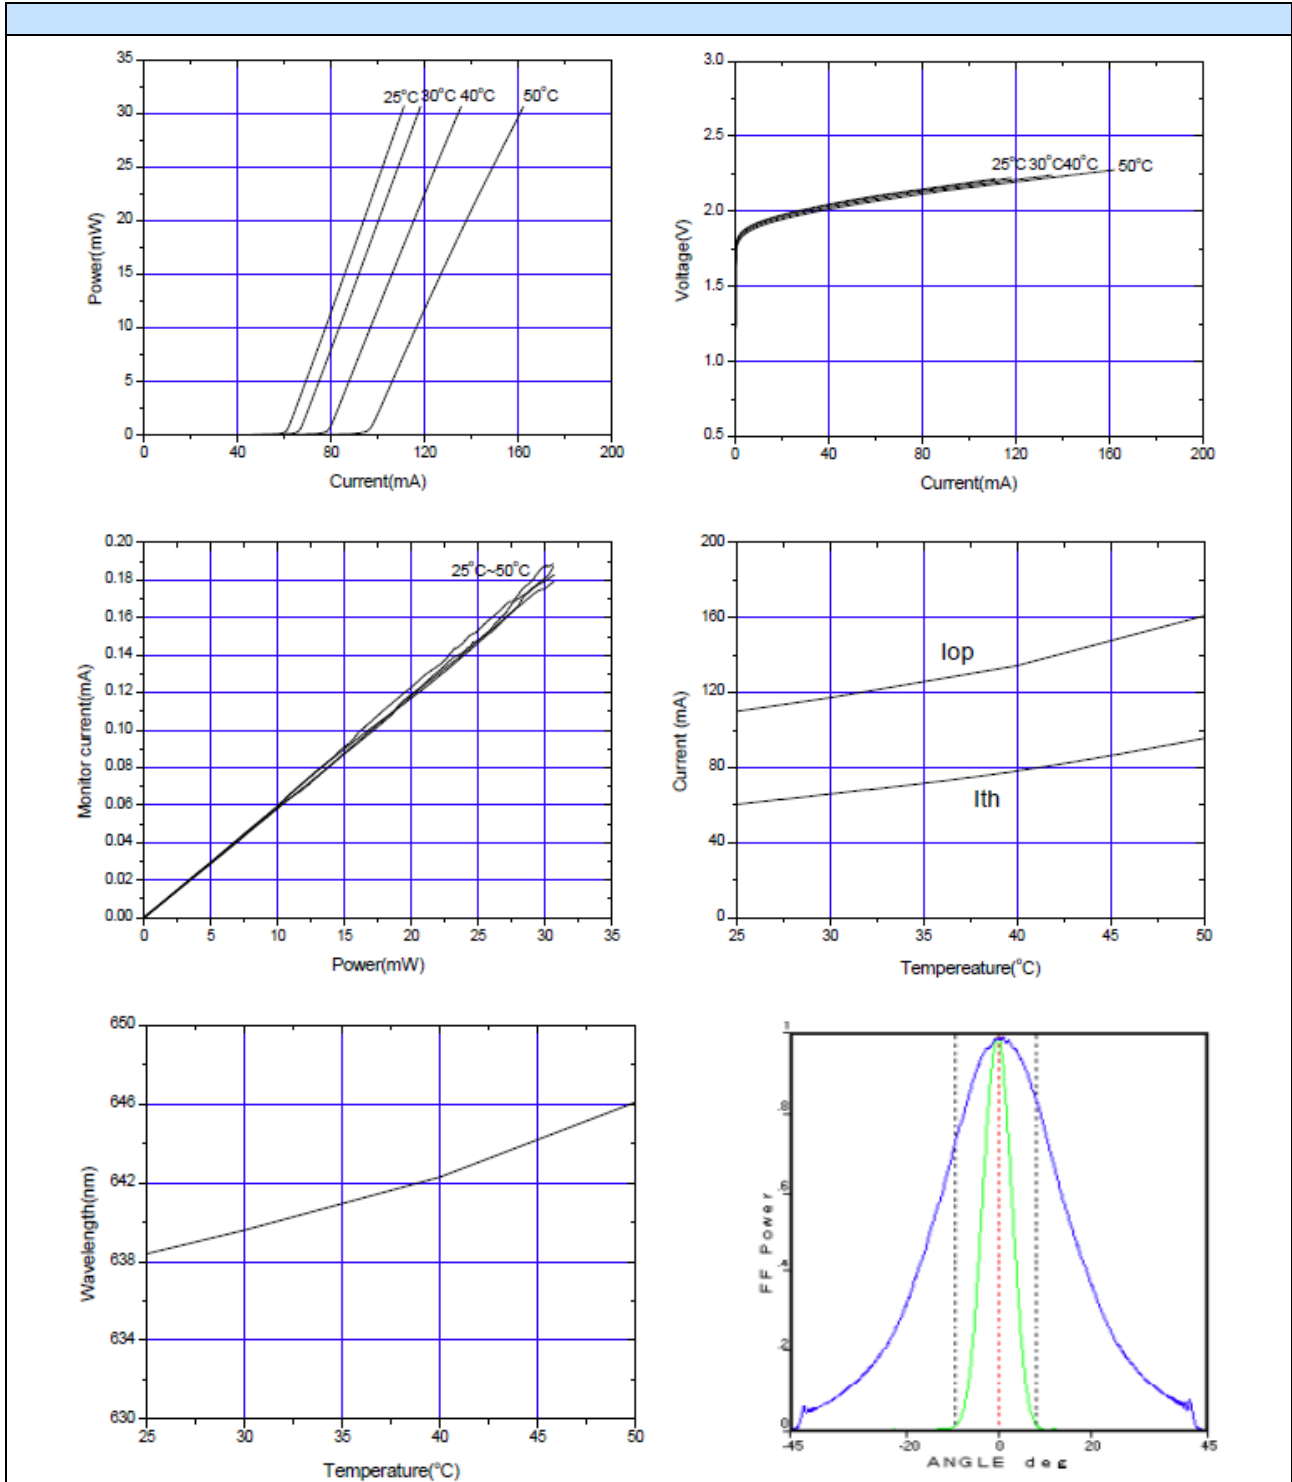 35
30
25
20
15
10
5
0
Power(mW)
25°C 30°C 40°C 50°C
0 40 80 120 160 200
Current(mA)
3.0
2.5
2.0
1.5
1.0
0.5
Voltage(V)
25°C 30°C 40°C 50°C
0 40 80 120 160 200
Current(mA)
0.20
0.18
0.16
0.14
0.12
0.10
0.08
0.06
0.04
0.02
0.00
Monitor current(mA)
25°C~50°C
0 5 10 15 20 25 30 35
Power(mW)
200
160
120
80
40
0
Current (mA)
Iop
Ith
25 30 35 40 45 50
Tempereature(°C)
650
646
642
638
634
630
Wavelength(nm)
25 30 35 40 45 50
Temperature(°C)
1
.8
.6
.4
.2
0
FF Power
-45 -20 0 20 45
ANGLE deg